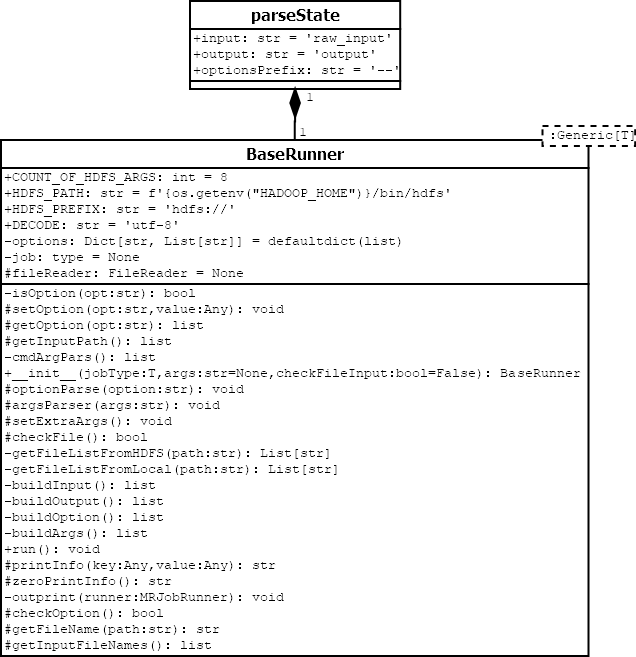 parseState
+input: str = 'raw_input'
+output: str = 'output'
+optionsPrefix: str = '--'
1
1
:Generic[T]
BaseRunner
+COUNT_OF_HDFS_ARGS: int = 8
+HDFS_PATH: str = f'{os.getenv("HADOOP_HOME")}/bin/hdfs'
+HDFS_PREFIX: str = 'hdfs://'
+DECODE: str = 'utf-8'
-options: Dict[str, List[str]] = defaultdict(list)
-job: type = None
#fileReader: FileReader = None
-isOption(opt:str): bool
#setOption(opt:str,value:Any): void
#getOption(opt:str): list
#getInputPath(): list
-cmdArgPars(): list
+__init__(jobType:T,args:str=None,checkFileInput:bool=False): BaseRunner
#optionParse(option:str): void
#argsParser(args:str): void
#setExtraArgs(): void
#checkFile(): bool
-getFileListFromHDFS(path:str): List[str]
-getFileListFromLocal(path:str): List[str]
-buildInput(): list
-buildOutput(): list
-buildOption(): list
-buildArgs(): list
+run(): void
#printInfo(key:Any,value:Any): str
#zeroPrintInfo(): str
-outprint(runner:MRJobRunner): void
#checkOption(): bool
#getFileName(path:str): str
#getInputFileNames(): list